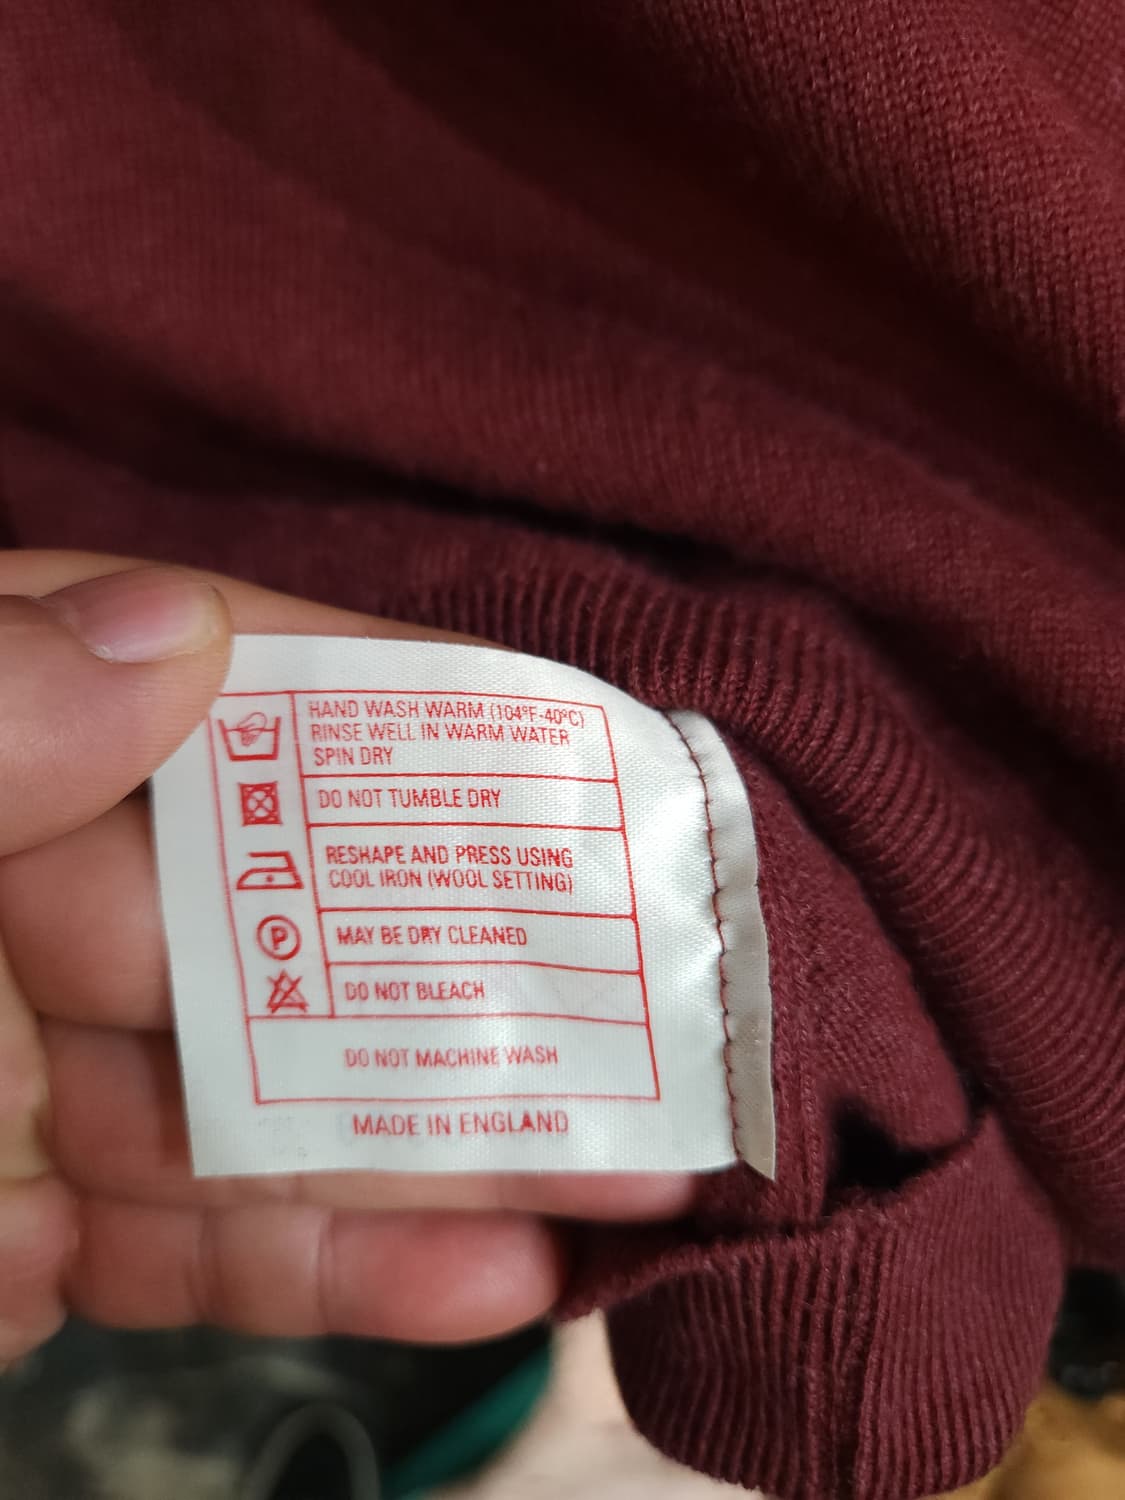 HAND WASH WARM (104°F-40°C)
RINSE WELL IN WARM WATER
SPIN DRY
DO NOT TUMBLE DRY
RESHAPE AND PRESS USING
COOL IRON (WOOL SETTING)
P
MAY BE DRY CLEANED
DO NOT BLEACH
DO NOT MACHINE WASH
MADE IN ENGLAND